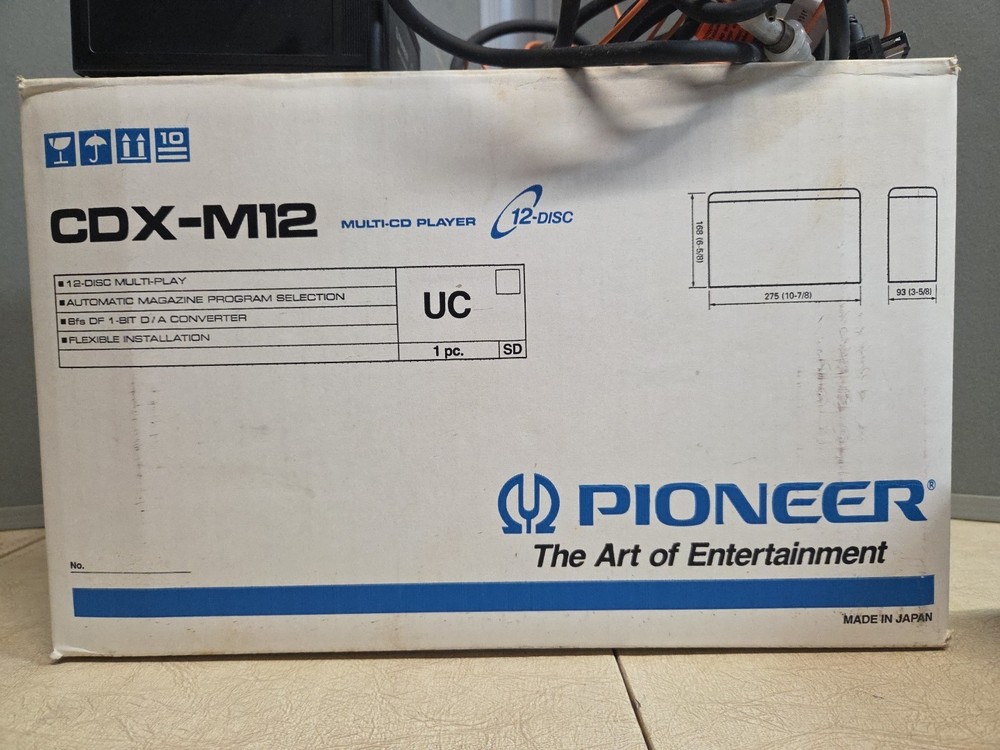 10
CDX-M12 MULTI-CD PLAYER 12-DISC
■12-DISC MULTI-PLAY
■AUTOMATIC MAGAZINE PROGRAM SELECTION
■8fs DF 1-BIT D/A CONVERTER
■FLEXIBLE INSTALLATION
UC
1 pc.
SD
168 (6-5/8)
275 (10-7/8)
93 (3-5/8)
PIONEER®
The Art of Entertainment
No.
MADE IN JAPAN